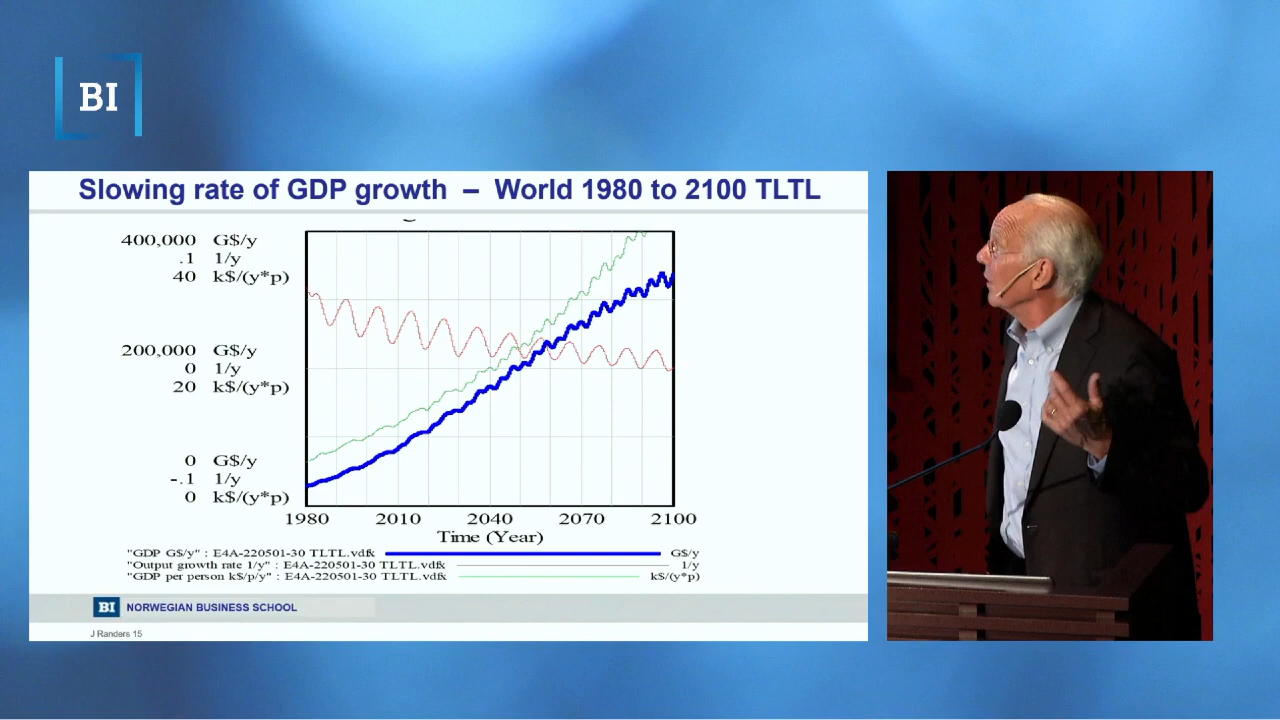 BI
Slowing rate of GDP growth – World 1980 to 2100 TLTL
400,000 G$/y
.1 1/y
40 k$/(y*p)
200,000 G$/y
0 1/y
20 k$/(y*p)
0 G$/y
-.1 1/y
0 k$/(y*p)
1980 2010 2040 2070 2100
Time (Year)
"GDP G$/y" : E4A-220501-30 TLTL.vdfx G$/y
"Output growth rate 1/y" : E4A-220501-30 TLTL.vdfx 1/y
"GDP per person k$/p/y" : E4A-220501-30 TLTL.vdfx k$/(y*p)
BI NORWEGIAN BUSINESS SCHOOL
J Randers 15